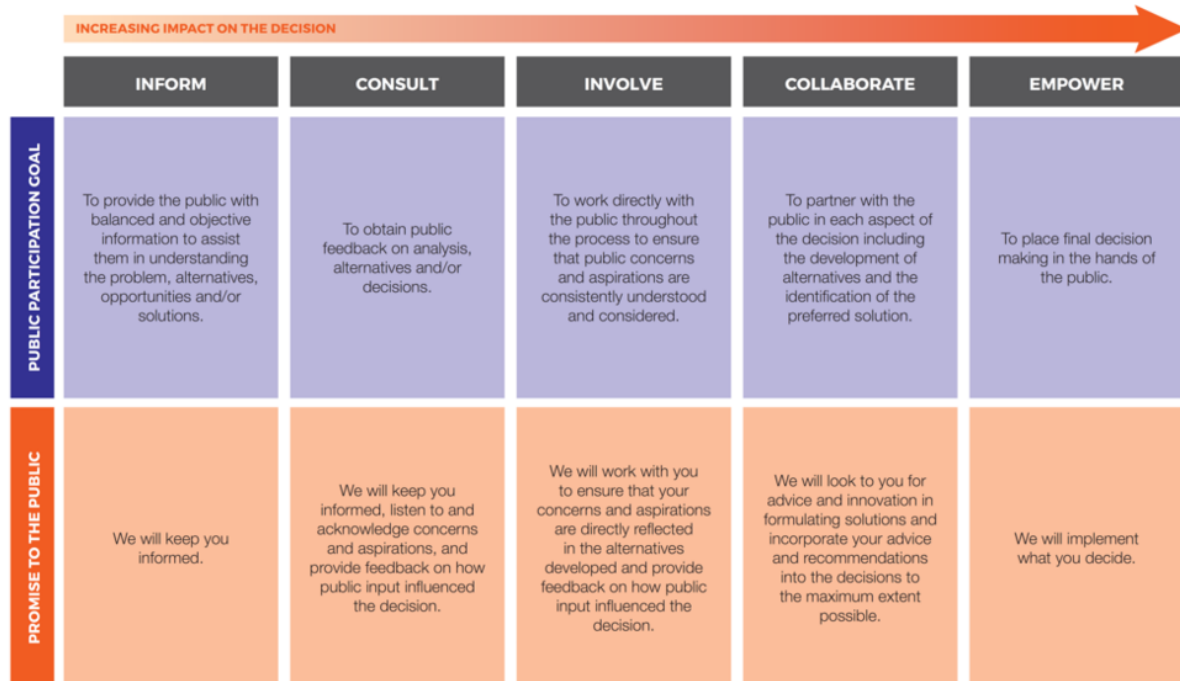 INCREASING IMPACT ON THE DECISION
INFORM
CONSULT
INVOLVE
COLLABORATE
EMPOWER
PUBLIC PARTICIPATION GOAL
To provide the public with
balanced and objective
information to assist
them in understanding
the problem, alternatives,
opportunities and/or
solutions.
To obtain public
feedback on analysis,
alternatives and/or
decisions.
To work directly with
the public throughout
the process to ensure
that public concerns
and aspirations are
consistently understood
and considered.
To partner with the
public in each aspect of
the decision including
the development of
alternatives and the
identification of the
preferred solution.
To place final decision
making in the hands of
the public.
PROMISE TO THE PUBLIC
We will keep you
informed.
We will keep you
informed, listen to and
acknowledge concerns
and aspirations, and
provide feedback on how
public input influenced
the decision.
We will work with you
to ensure that your
concerns and aspirations
are directly reflected
in the alternatives
developed and provide
feedback on how public
input influenced the
decision.
We will look to you for
advice and innovation in
formulating solutions and
incorporate your advice
and recommendations
into the decisions to
the maximum extent
possible.
We will implement
what you decide.